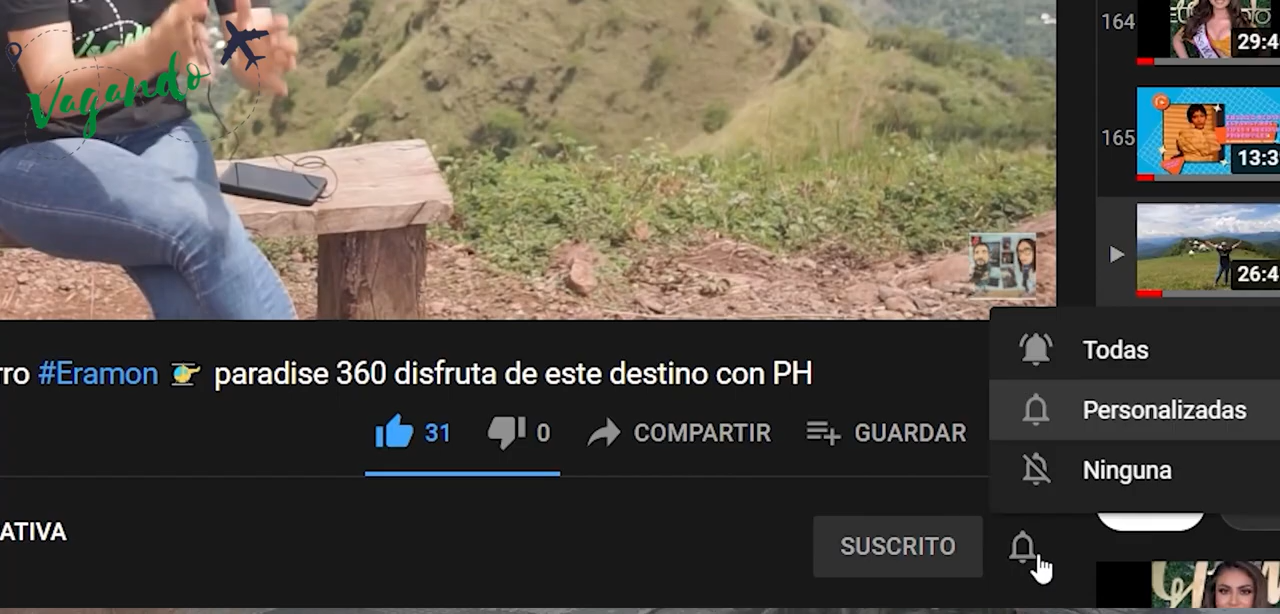 Vagando
164
29:4
165
13:3
26:4
rro #Eramon paradise 360 disfruta de este destino con PH
31
0
COMPARTIR
GUARDAR
Todas
Personalizadas
Ninguna
ATIVA
SUSCRITO